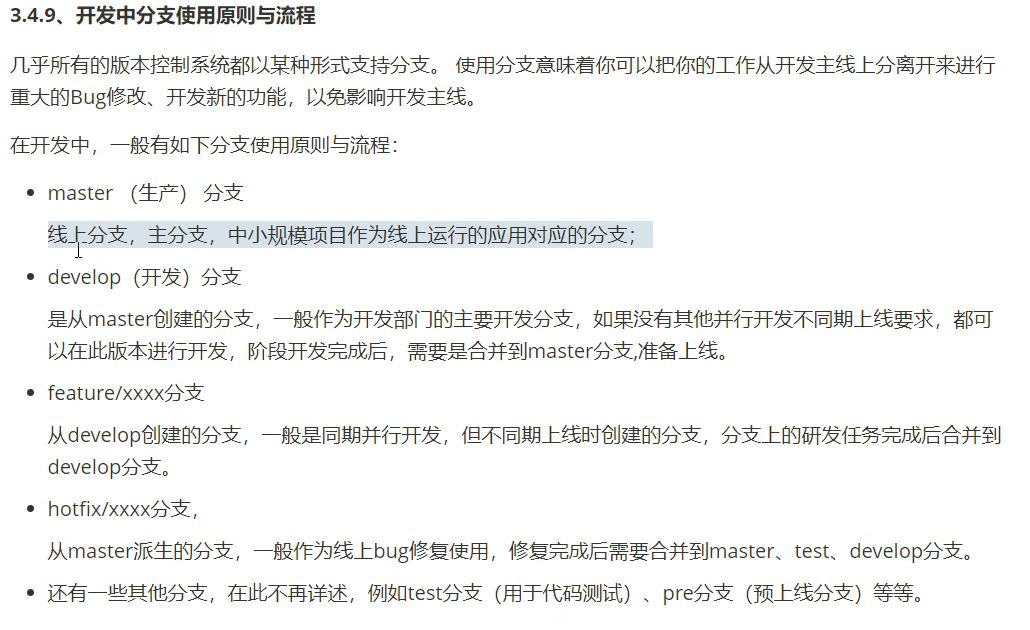 3.4.9、开发中分支使用原则与流程
几乎所有的版本控制系统都以某种形式支持分支。 使用分支意味着你可以把你的工作从开发主线上分离开来进行
重大的Bug修改、开发新的功能，以免影响开发主线。
在开发中，一般有如下分支使用原则与流程：
master （生产） 分支
线上分支，主分支，中小规模项目作为线上运行的应用对应的分支；
develop（开发）分支
是从master创建的分支，一般作为开发部门的主要开发分支，如果没有其他并行开发不同期上线要求，都可
以在此版本进行开发，阶段开发完成后，需要是合并到master分支,准备上线。
feature/xxxx分支
从develop创建的分支，一般是同期并行开发，但不同期上线时创建的分支，分支上的研发任务完成后合并到
develop分支。
hotfix/xxxx分支，
从master派生的分支，一般作为线上bug修复使用，修复完成后需要合并到master、test、develop分支。
还有一些其他分支，在此不再详述，例如test分支（用于代码测试）、pre分支（预上线分支）等等。